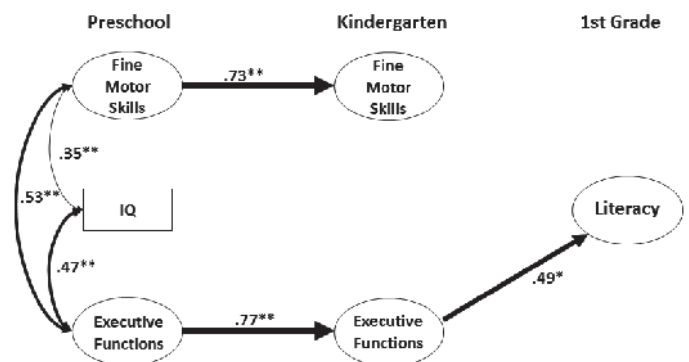 Preschool Kindergarten 1st Grade
Fine
Motor
Skills
.73**
Fine
Motor
Skills
.35**
.53**
IQ
Literacy
.47**
.49*
Executive
Functions
.77**
Executive
Functions